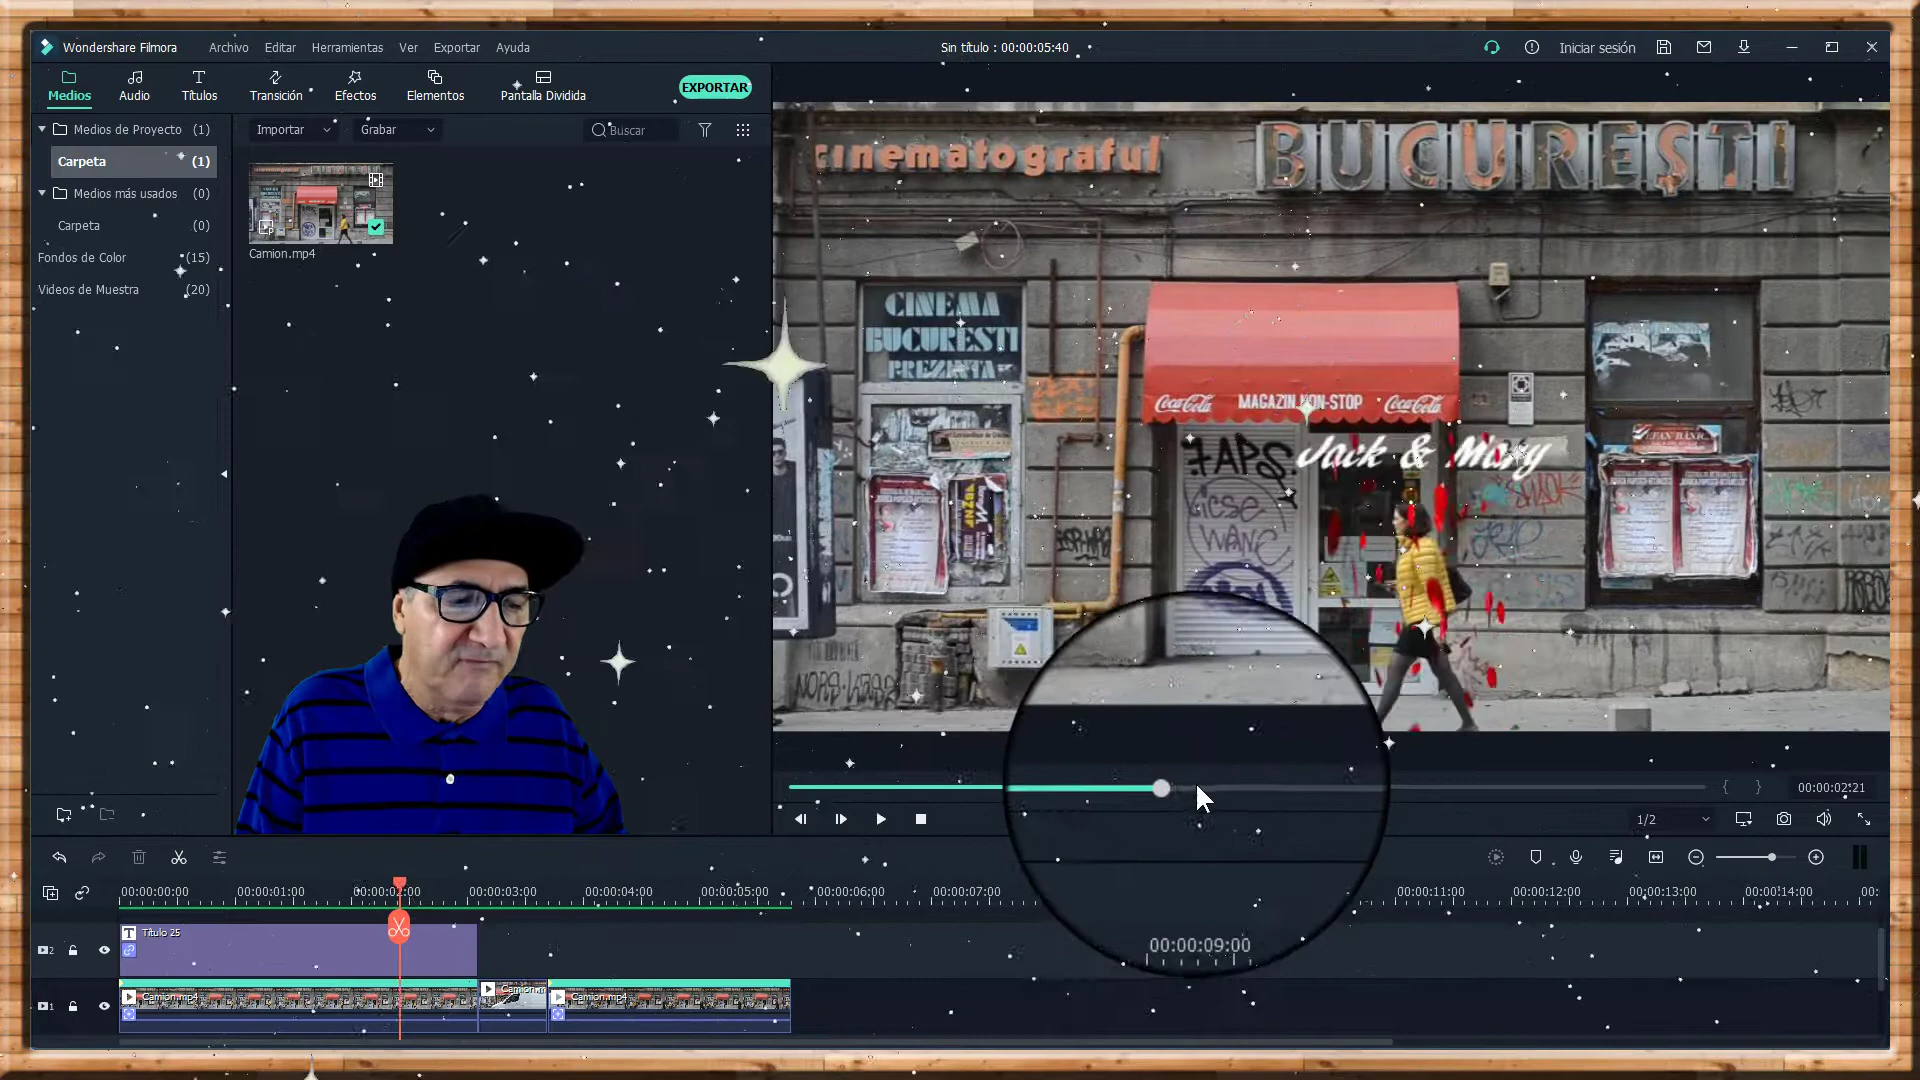 Wondershare Filmora
Archivo
Editar
Herramientas
Ver
Exportar
Ayuda
Sin título : 00:00:05:40
Iniciar sesión
Medios
Audio
Títulos
Transición
Efectos
Elementos
Pantalla Dividida
EXPORTAR
Medios de Proyecto (1)
Carpeta (1)
Medios más usados (0)
Carpeta (0)
Fondos de Color (15)
Videos de Muestra (20)
Importar
Grabar
Buscar
Camion.mp4
cinematograful
BUCUREȘTI
CINEMA
BUCURESTI
PREZINTA
Coca-Cola
MAGAZIN NON-STOP
Coca-Cola
Jack & Mary
00:00:02:21
1/2
00:00:00:00
00:00:01:00
00:00:02:00
00:00:03:00
00:00:04:00
00:00:05:00
00:00:06:00
00:00:07:00
00:00:09:00
00:00:11:00
00:00:12:00
00:00:13:00
00:00:14:00
00:
2
Título 25
1
Camion.mp4
Camion.m
Camion.mp4